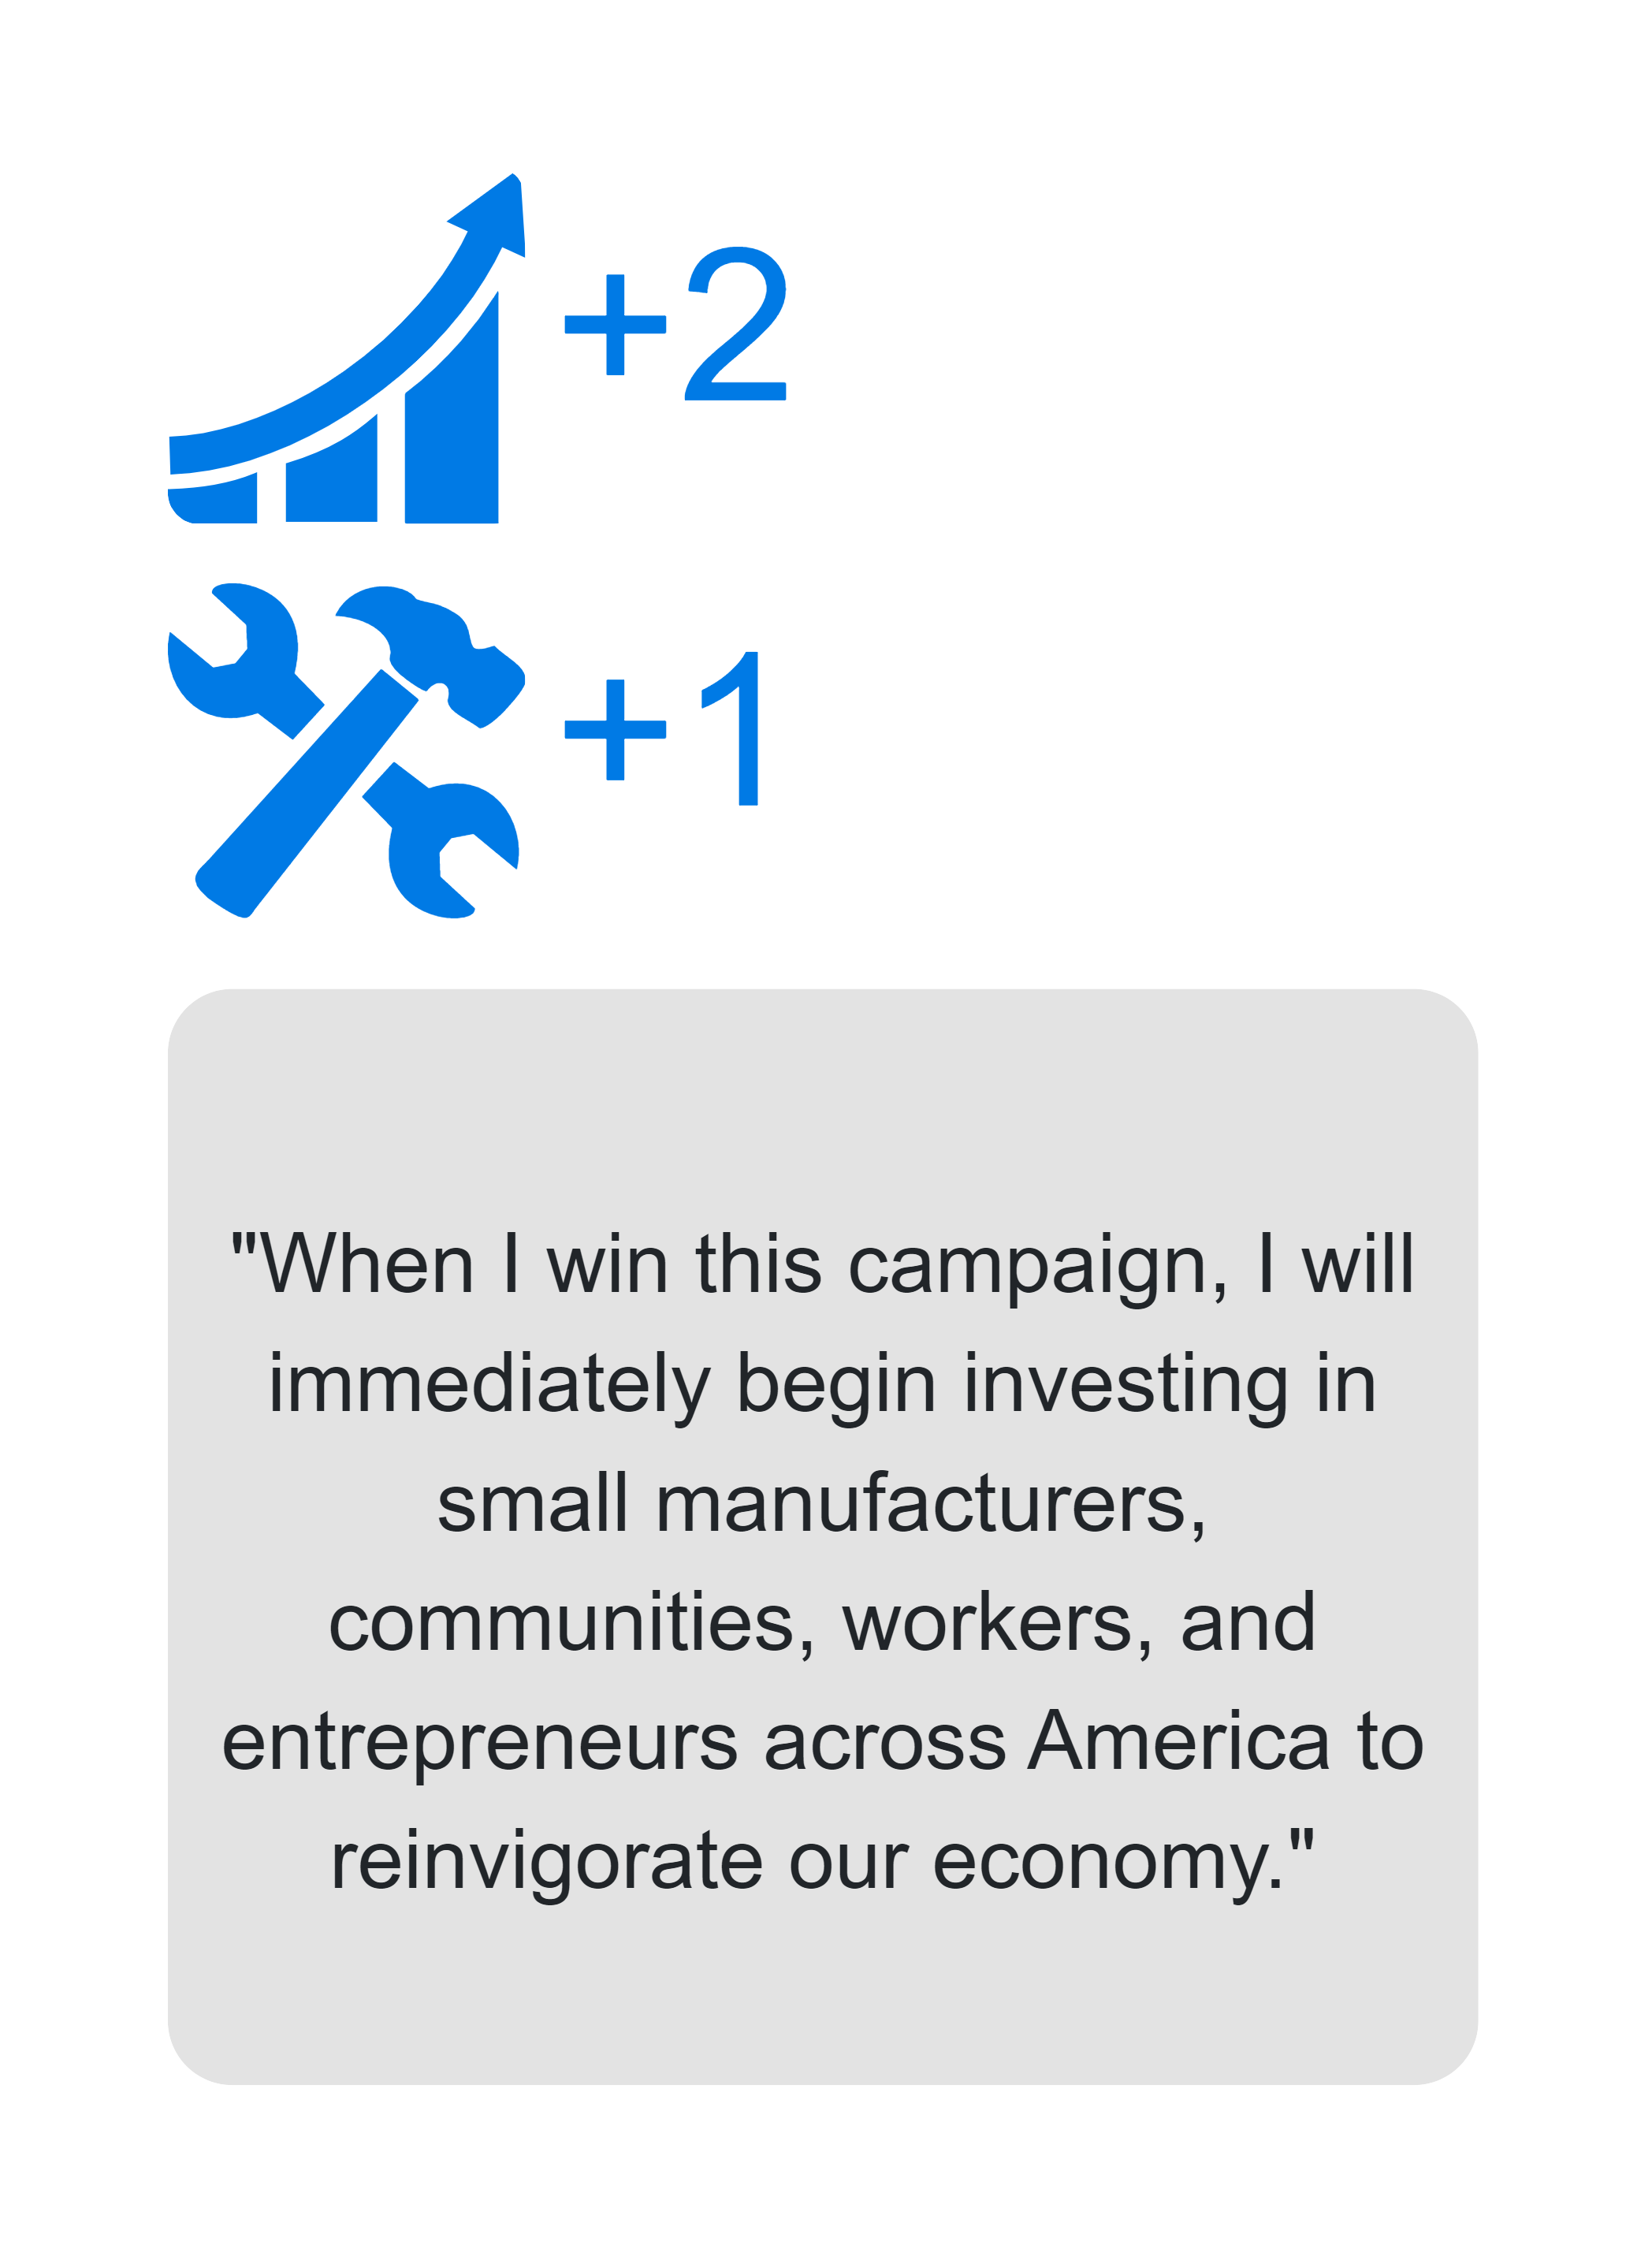 +2
+1
"When I win this campaign, I will
immediately begin investing in
small manufacturers,
communities, workers, and
entrepreneurs across America to
reinvigorate our economy."